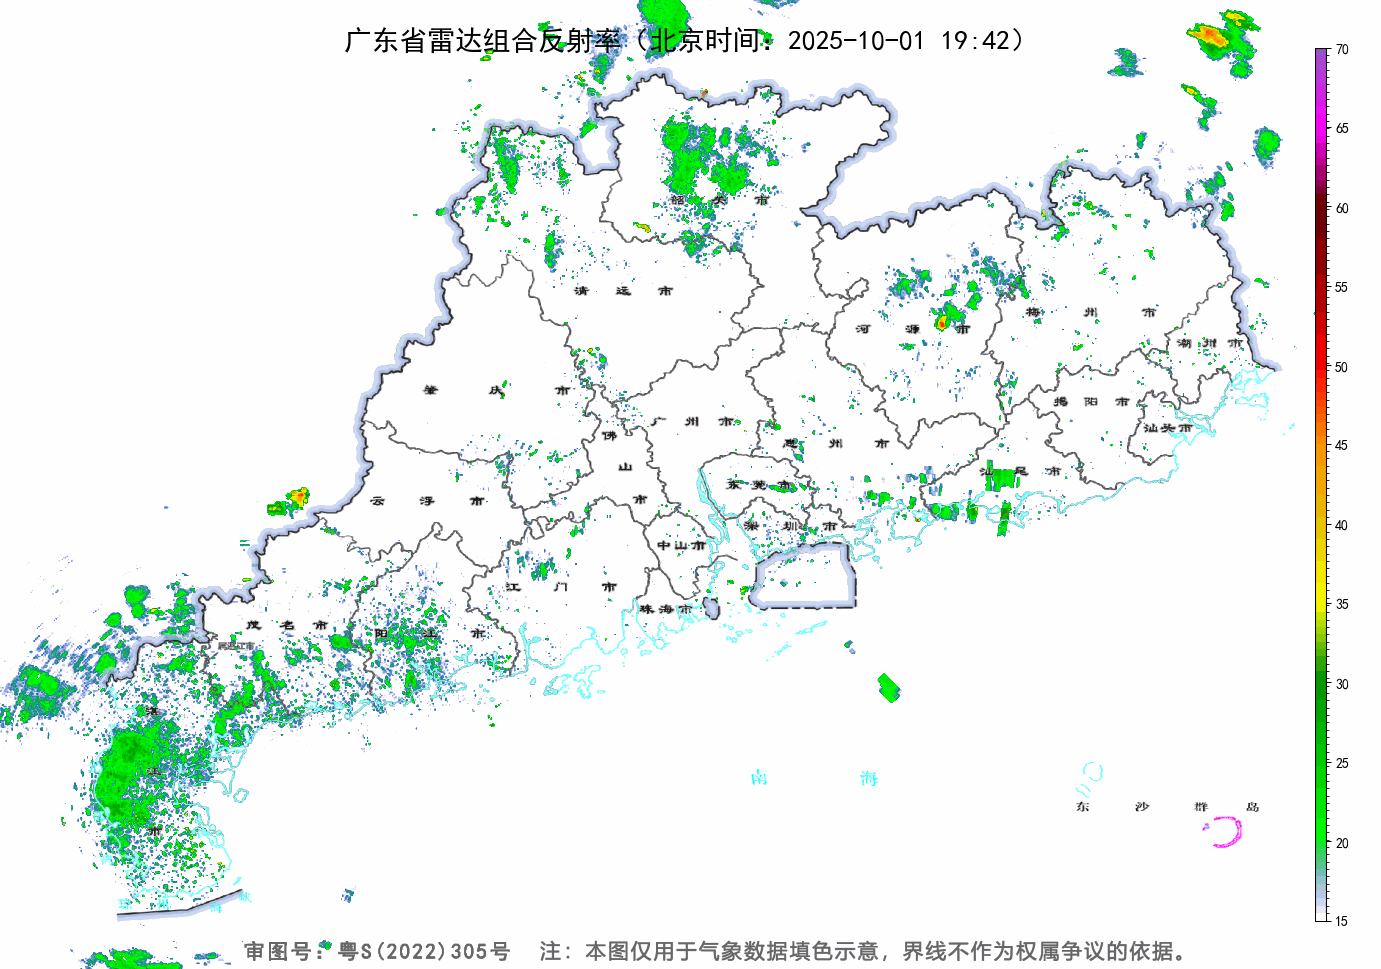 广东省雷达组合反射率（北京时间：2025-10-01 19:42）
70
65
60
55
50
45
40
35
30
25
20
15
韶关市
清远市
河源市
梅州市
潮州市
肇庆市
广州市
佛山市
惠州市
揭阳市
汕头市
汕尾市
云浮市
东莞市
深圳市
中山市
江门市
珠海市
茂名市
阳江市
湛江市
南海
东沙群岛
琼州海峡
审图号：粤S(2022)305号 注：本图仅用于气象数据填色示意，界线不作为权属争议的依据。